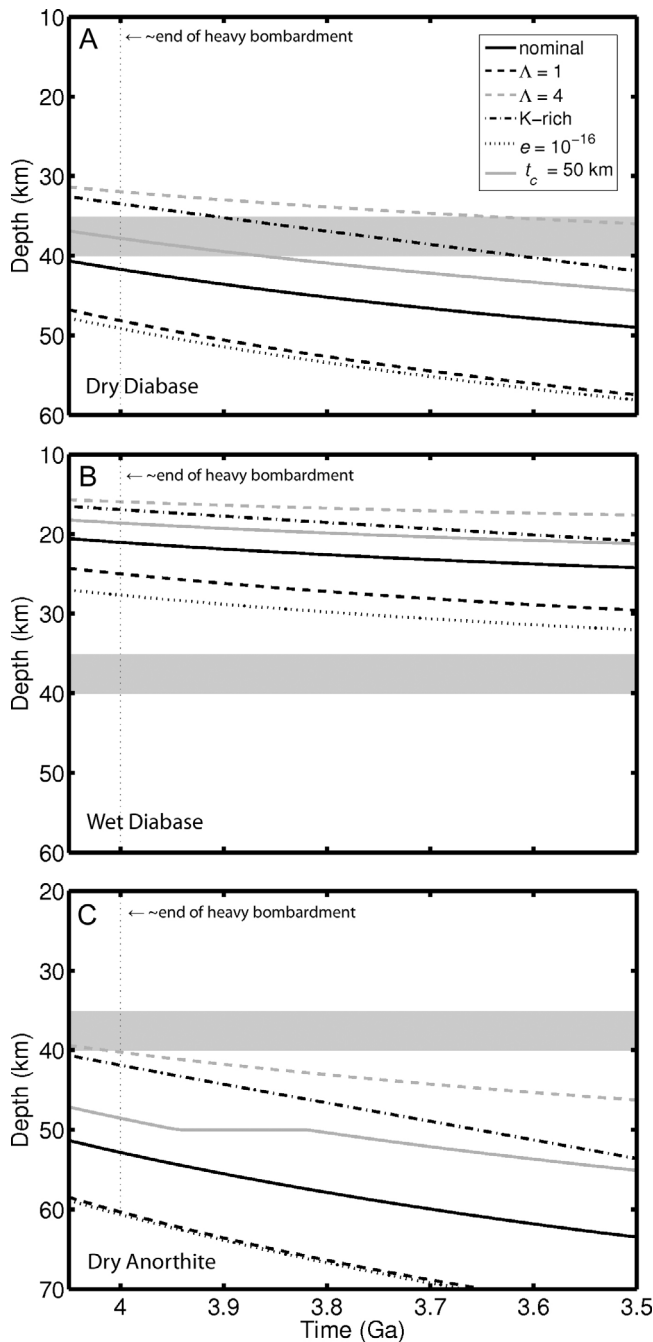 10
A
← ~end of heavy bombardment
nominal
Λ = 1
Λ = 4
K-rich
e = 10⁻¹⁶
t_c = 50 km
20
30
40
50
60
Depth (km)
Dry Diabase
10
B
← ~end of heavy bombardment
20
30
40
50
60
Depth (km)
Wet Diabase
20
C
← ~end of heavy bombardment
30
40
50
60
70
Depth (km)
Dry Anorthite
4 3.9 3.8 3.7 3.6 3.5
Time (Ga)